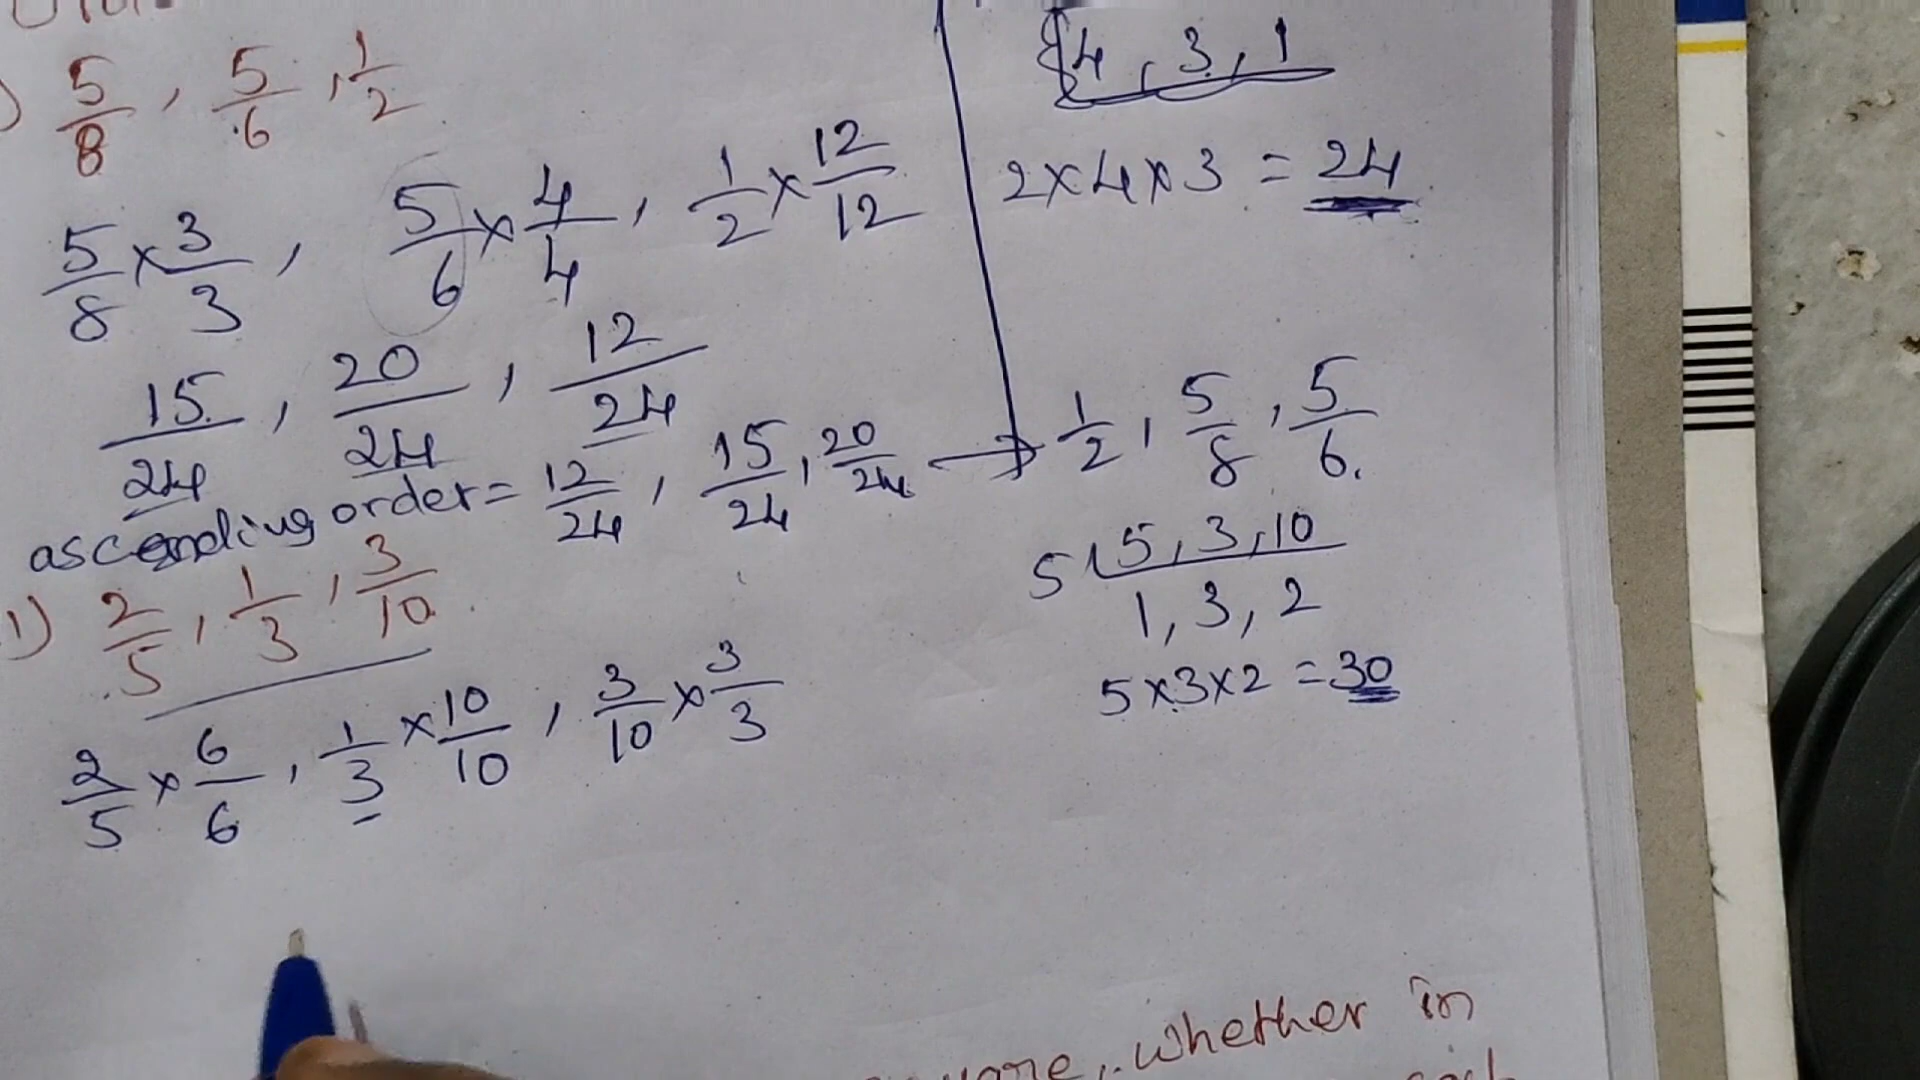 5/8 , 5/6 , 1/2
5/8 × 3/3 , 5/6 × 4/4 , 1/2 × 12/12
15/24 , 20/24 , 12/24
ascending order = 12/24 , 15/24 , 20/24 → 1/2 , 5/8 , 5/6.
4 , 3 , 1
2×4×3 = 24
1) 2/5 , 1/3 , 3/10.
2/5 × 6/6 , 1/3 × 10/10 , 3/10 × 3/3
5 | 5 , 3 , 10
1 , 3 , 2
5×3×2 = 30
whether in